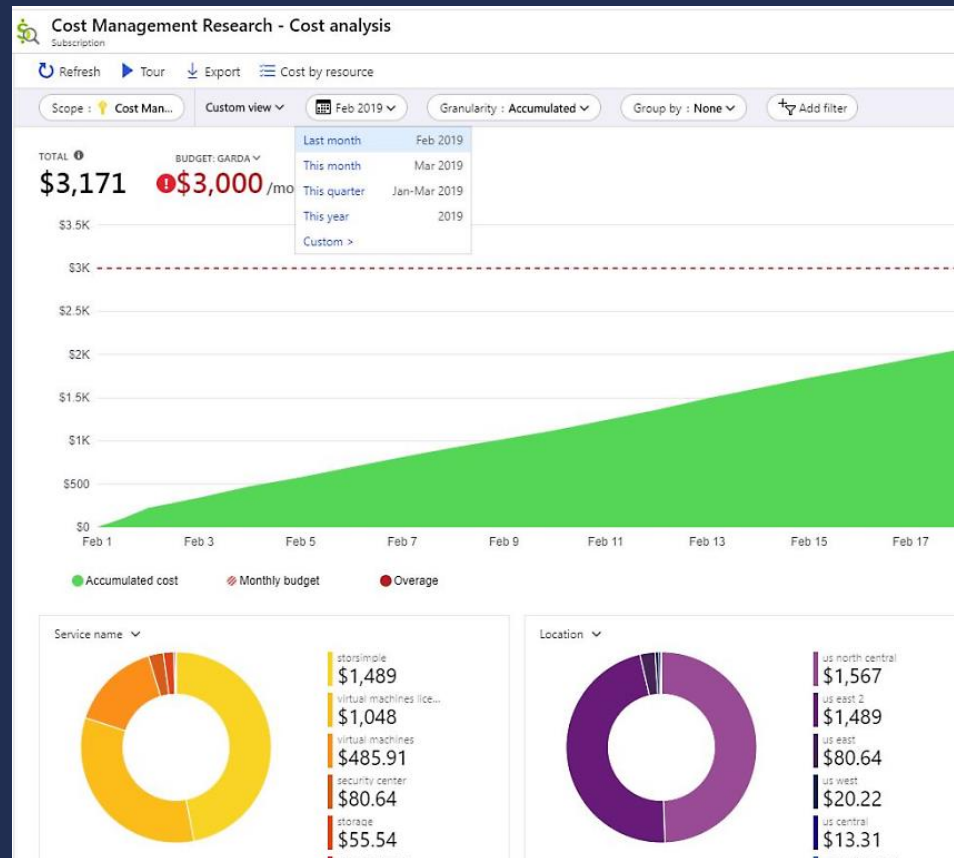 Cost Management Research - Cost analysis
Subscription
Refresh Tour Export Cost by resource
Scope : Cost Man... Custom view Feb 2019 Granularity : Accumulated Group by : None Add filter
Last month Feb 2019
This month Mar 2019
This quarter Jan-Mar 2019
This year 2019
Custom >
TOTAL BUDGET: GARDA
$3,171 $3,000 /mo
$3.5K
$3K
$2.5K
$2K
$1.5K
$1K
$500
$0
Feb 1 Feb 3 Feb 5 Feb 7 Feb 9 Feb 11 Feb 13 Feb 15 Feb 17
Accumulated cost Monthly budget Overage
Service name
storsimple
$1,489
virtual machines lice...
$1,048
virtual machines
$485.91
security center
$80.64
storage
$55.54
Location
us north central
$1,567
us east 2
$1,489
us east
$80.64
us west
$20.22
us central
$13.31